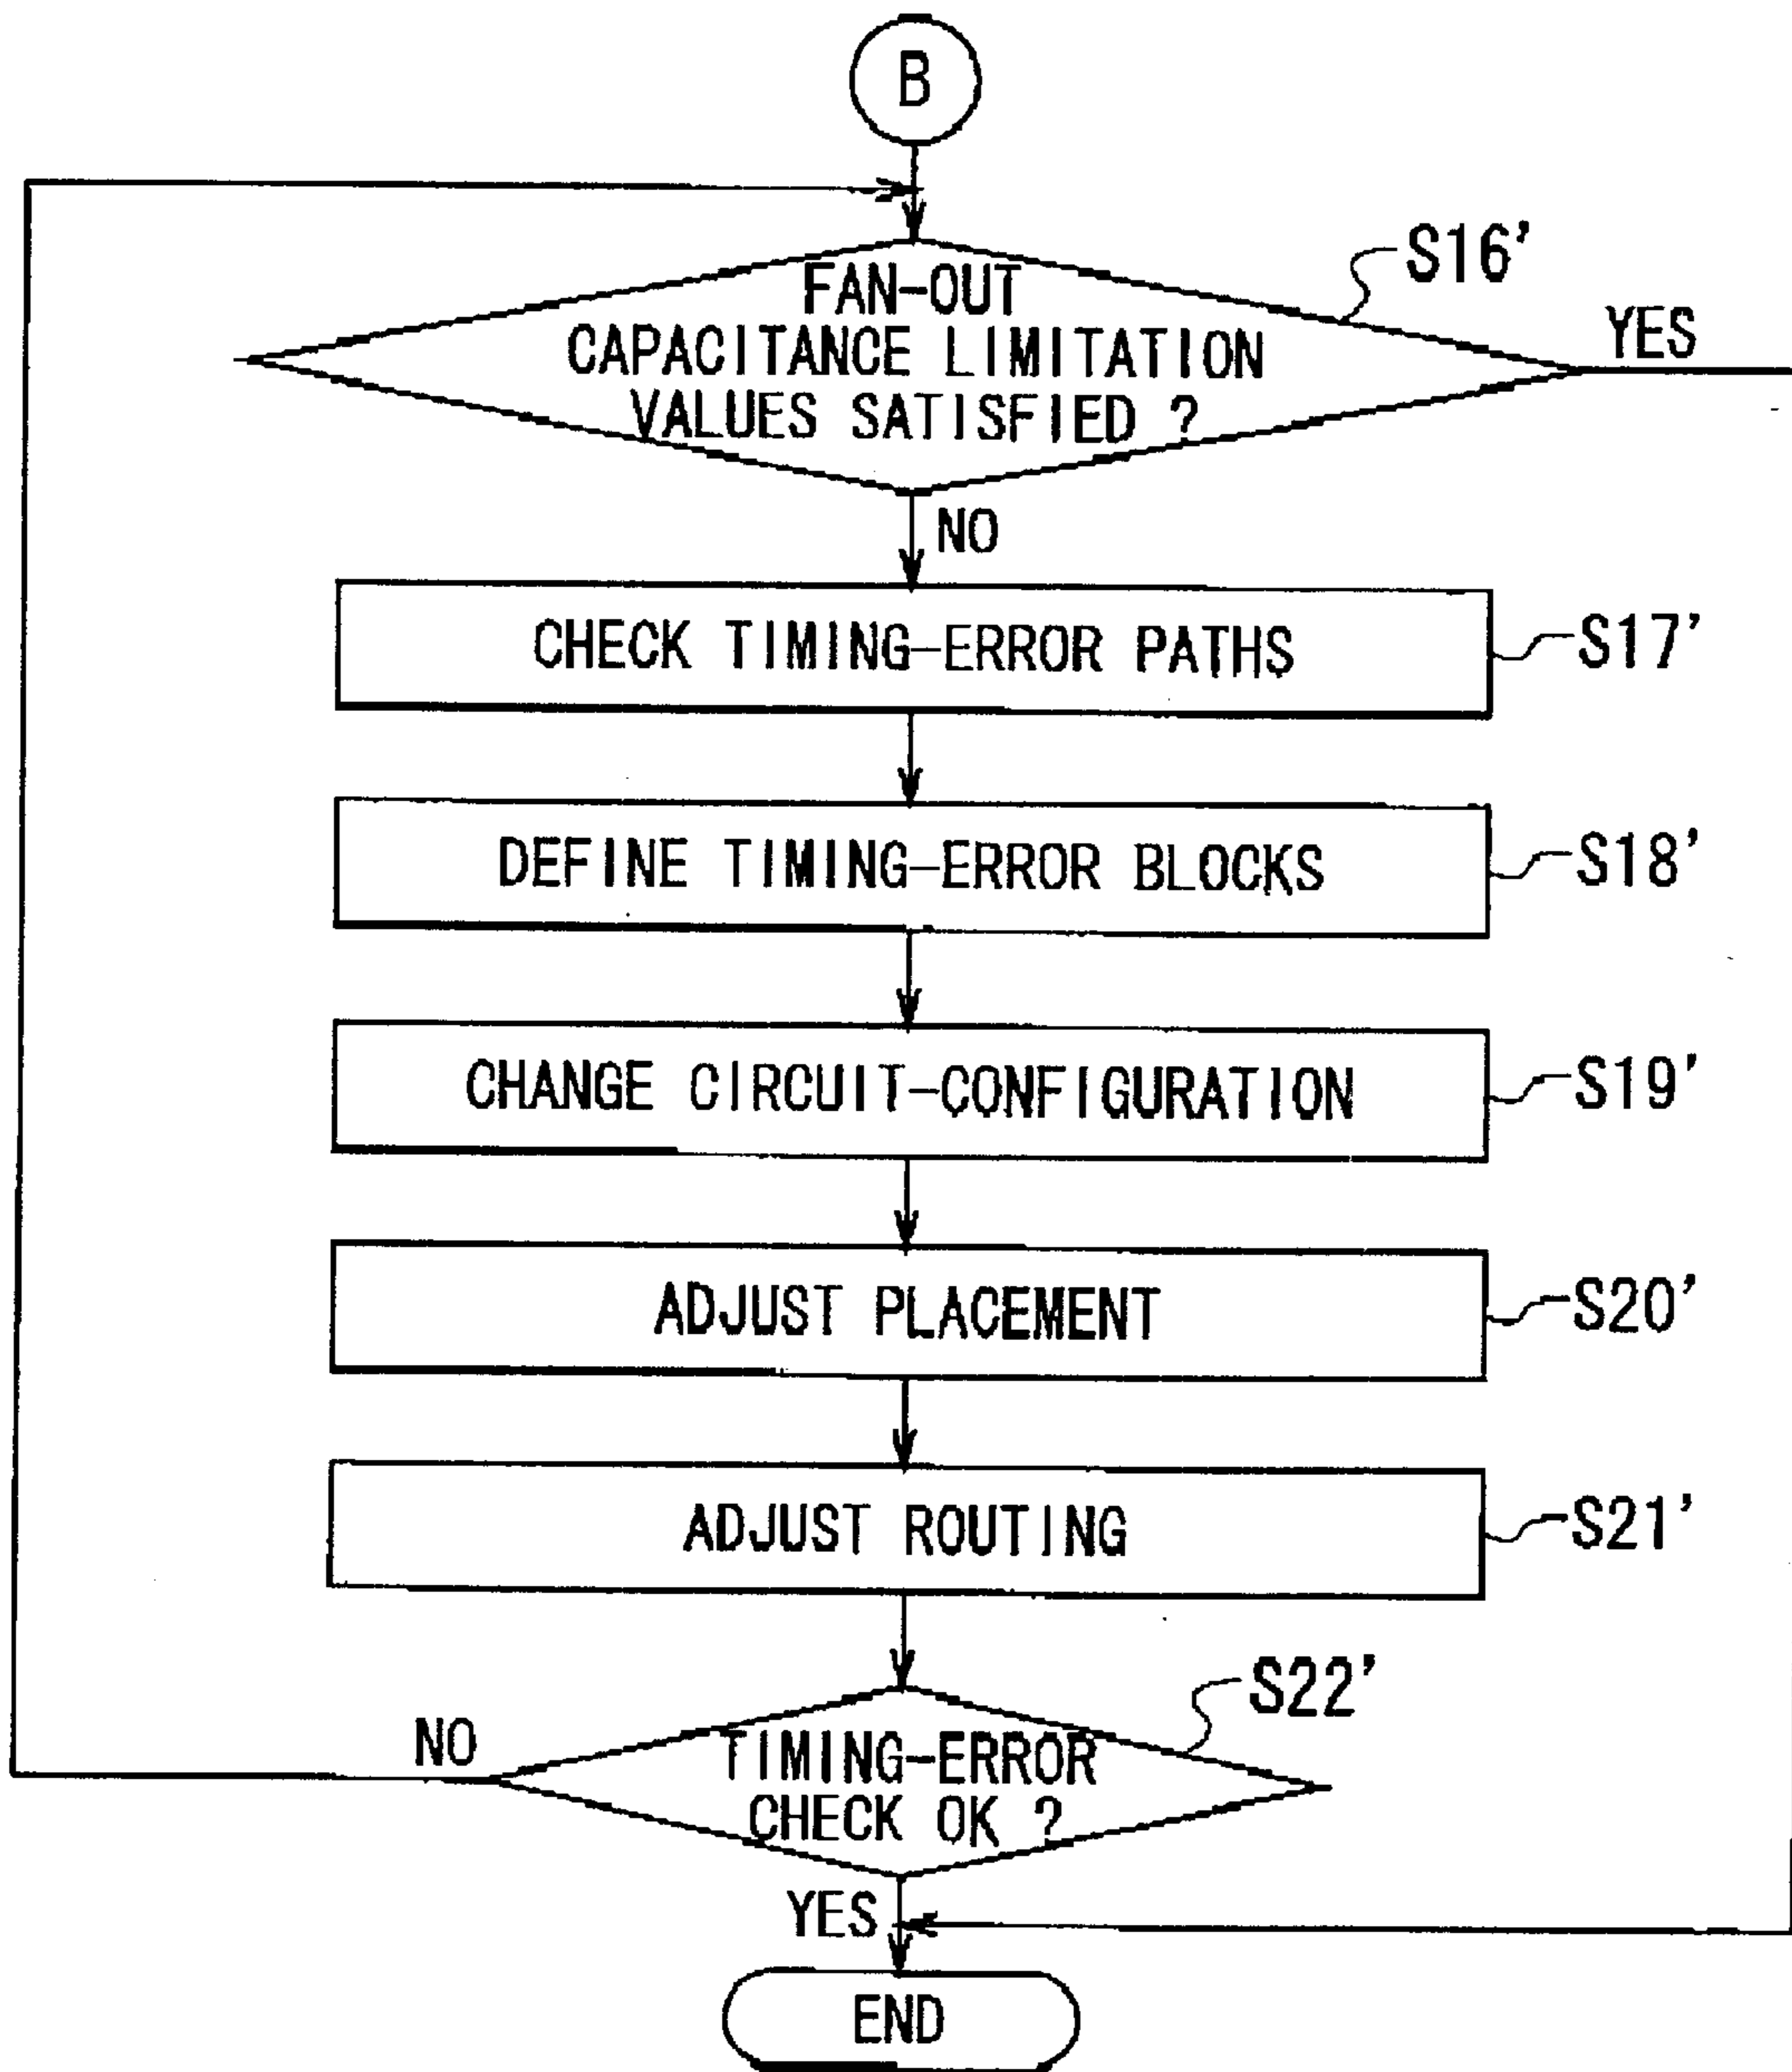 B
S16'
FAN-OUT
CAPACITANCE LIMITATION
VALUES SATISFIED ?
YES
NO
CHECK TIMING-ERROR PATHS
S17'
DEFINE TIMING-ERROR BLOCKS
S18'
CHANGE CIRCUIT-CONFIGURATION
S19'
ADJUST PLACEMENT
S20'
ADJUST ROUTING
S21'
S22'
NO
TIMING-ERROR
CHECK OK ?
YES
END